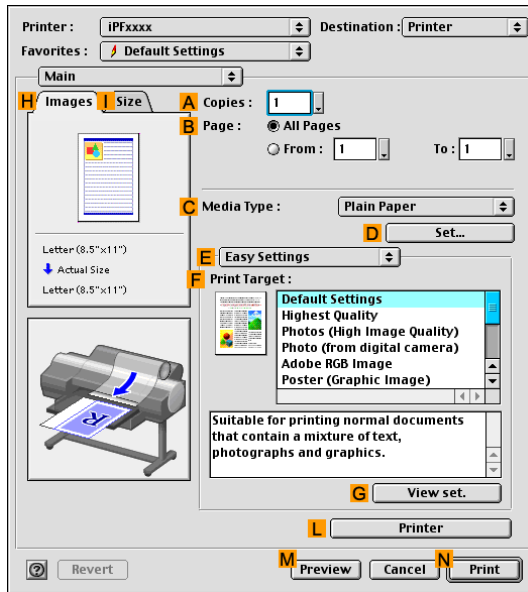 Printer : iPFxxxx Destination : Printer
Favorites : Default Settings
Main
H Images I Size
A Copies : 1
B Page : All Pages
From : 1 To : 1
C Media Type : Plain Paper
D Set...
Letter (8.5"x11")
Actual Size
Letter (8.5"x11")
E Easy Settings
F Print Target :
Default Settings
Highest Quality
Photos (High Image Quality)
Photo (from digital camera)
Adobe RGB Image
Poster (Graphic Image)
Suitable for printing normal documents
that contain a mixture of text,
photographs and graphics.
G View set.
L Printer
? Revert M Preview Cancel N Print